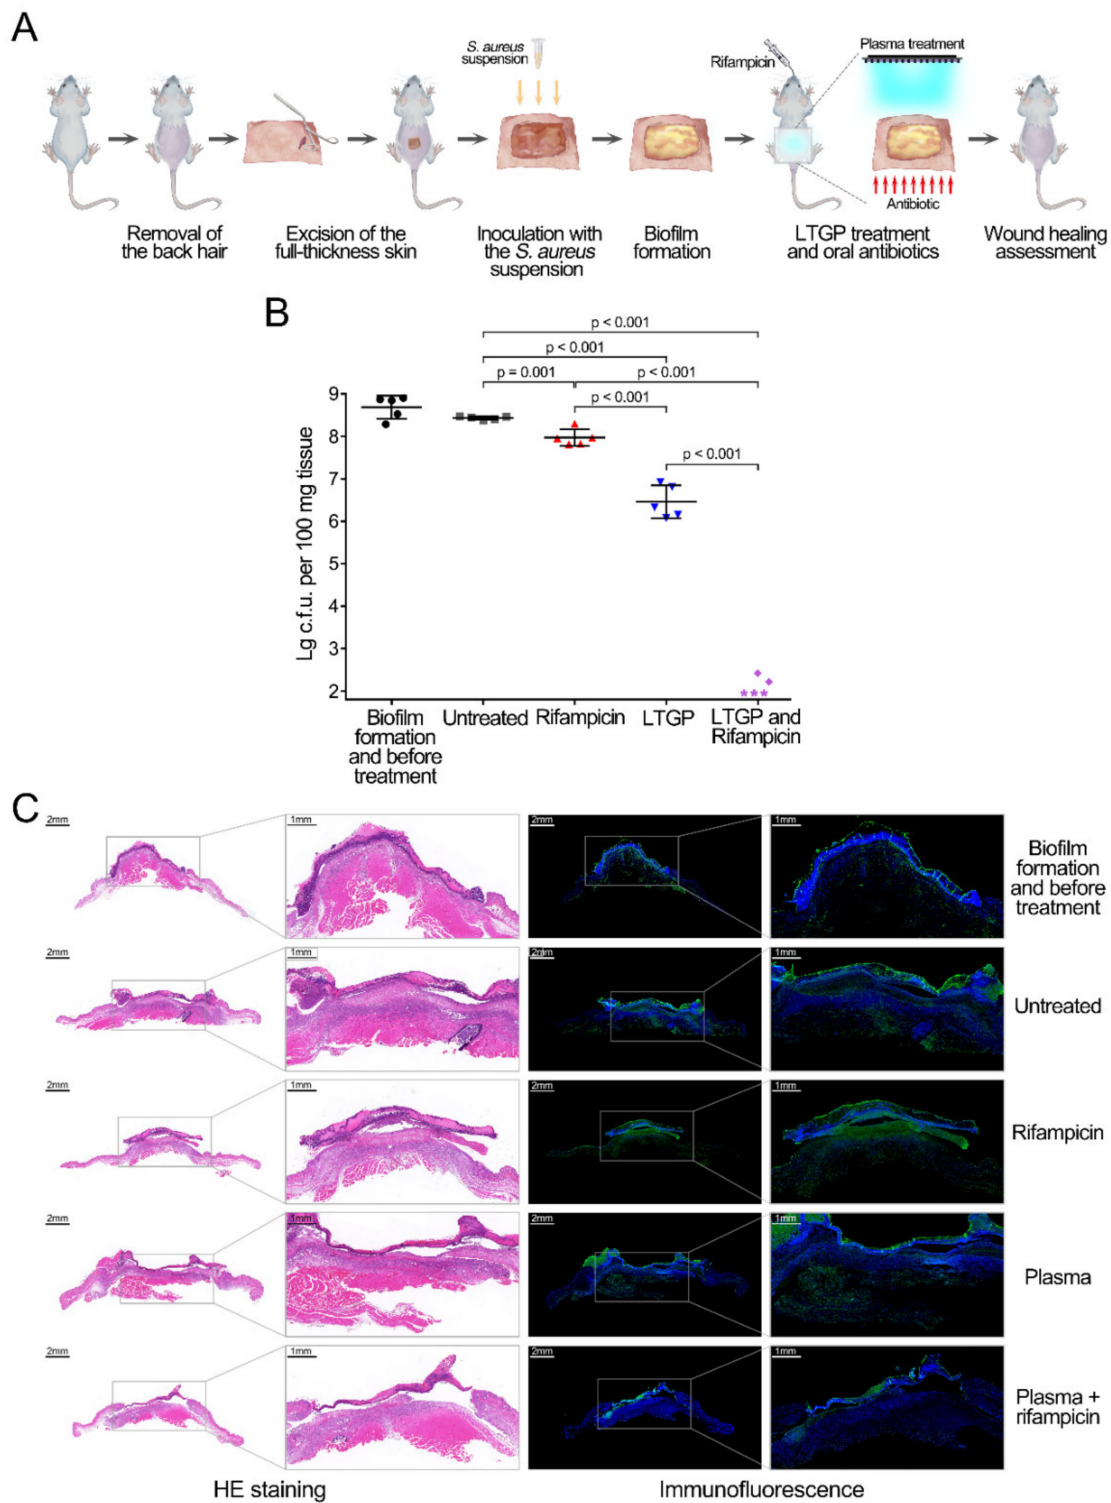 A
S. aureus
suspension
Rifampicin
Plasma treatment
Antibiotic
Removal of
the back hair
Excision of the
full-thickness skin
Inoculation with
the S. aureus
suspension
Biofilm
formation
LTGP treatment
and oral antibiotics
Wound healing
assessment
B
p < 0.001
p < 0.001
p = 0.001
p < 0.001
p < 0.001
p < 0.001
Lg c.f.u. per 100 mg tissue
9
8
7
6
5
4
3
2
Biofilm
formation
and before
treatment
Untreated
Rifampicin
LTGP
LTGP and
Rifampicin
C
2mm
1mm
2mm
1mm
Biofilm
formation
and before
treatment
2mm
1mm
2mm
1mm
Untreated
2mm
1mm
2mm
1mm
Rifampicin
2mm
1mm
2mm
1mm
Plasma
2mm
1mm
2mm
1mm
Plasma +
rifampicin
HE staining
Immunofluorescence